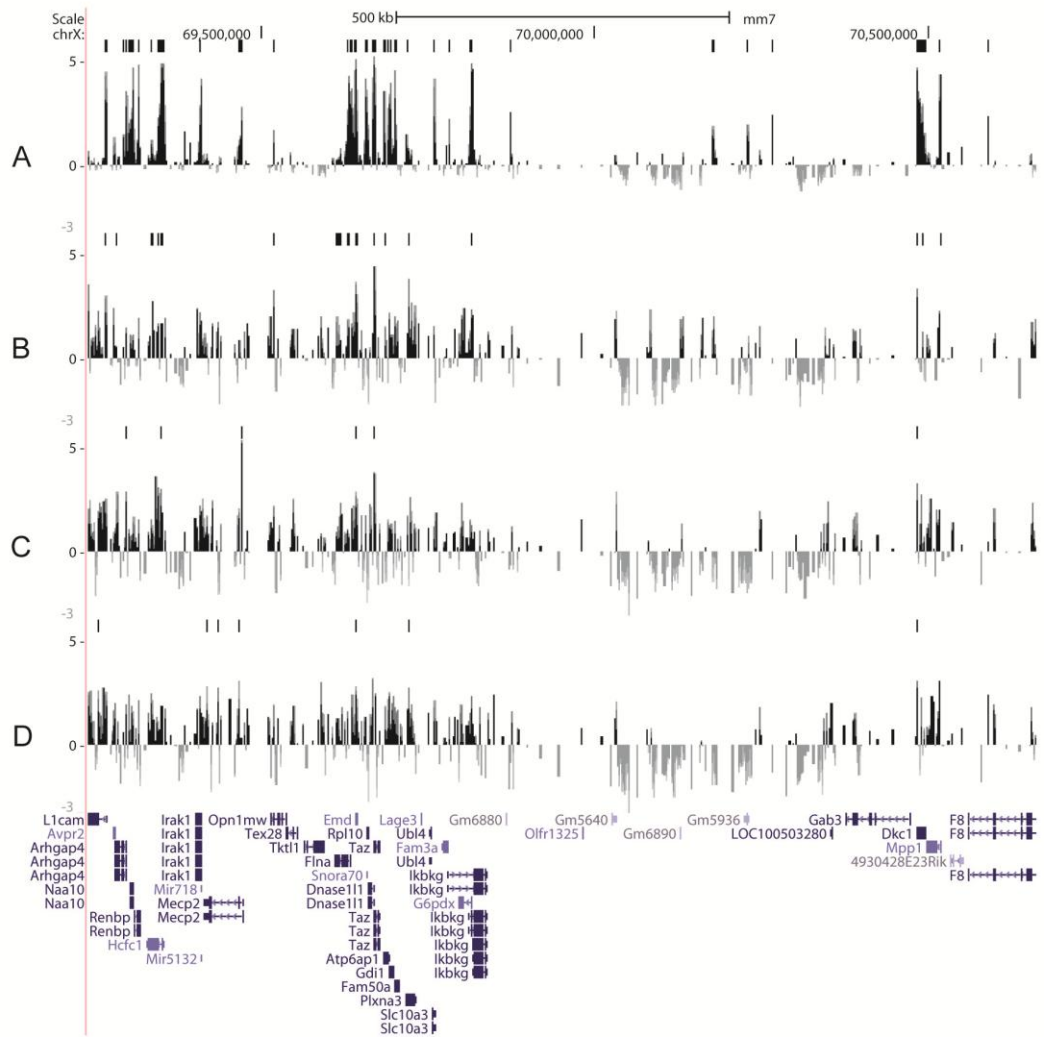 Scale 500 kb mm7
chrX: 69,500,000 70,000,000 70,500,000
5
A
0
-3
5
B
0
-3
5
C
0
-3
5
D
0
-3
L1cam Irak1 Opn1mw Emd Lage3 Gm6880 Gm5640 Gm5936 Gab3 F8
Avpr2 Irak1 Tex28 Rpl10 Ubl4 Olfr1325 Gm6890 LOC100503280 Dkc1 F8
Arhgap4 Irak1 Tktl1 Taz Fam3a Mpp1
Arhgap4 Irak1 Flna Ubl4 4930428E23Rik
Arhgap4 Irak1 Snora70 Ikbkg F8
Naa10 Mir718 Dnase1l1 Ikbkg
Naa10 Mecp2 Dnase1l1 G6pdx
Renbp Mecp2 Taz Ikbkg
Renbp Taz Ikbkg
Hcfc1 Taz Ikbkg
Mir5132 Atp6ap1 Ikbkg
Gdi1 Ikbkg
Fam50a
Plxna3
Slc10a3
Slc10a3